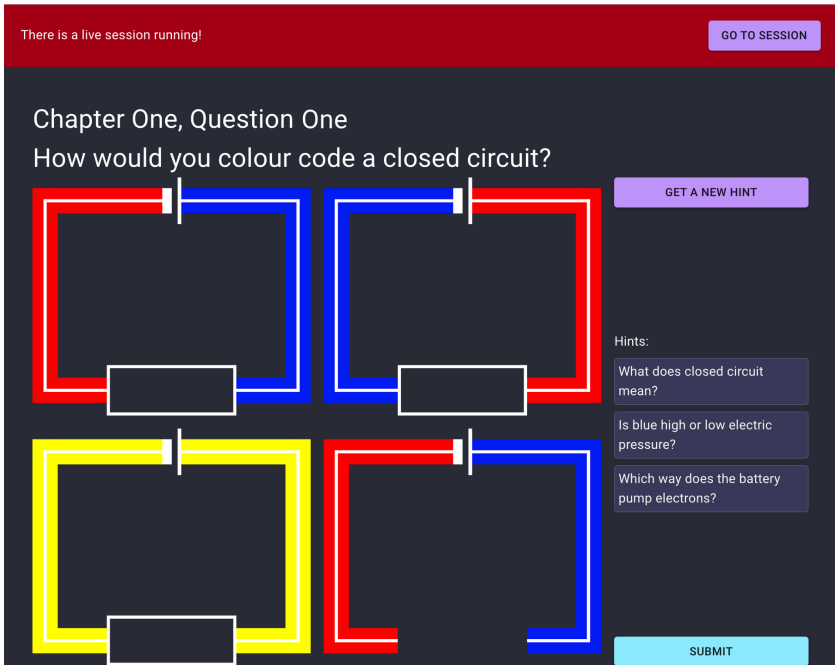 There is a live session running!
GO TO SESSION
Chapter One, Question One
How would you colour code a closed circuit?
GET A NEW HINT
Hints:
What does closed circuit
mean?
Is blue high or low electric
pressure?
Which way does the battery
pump electrons?
SUBMIT